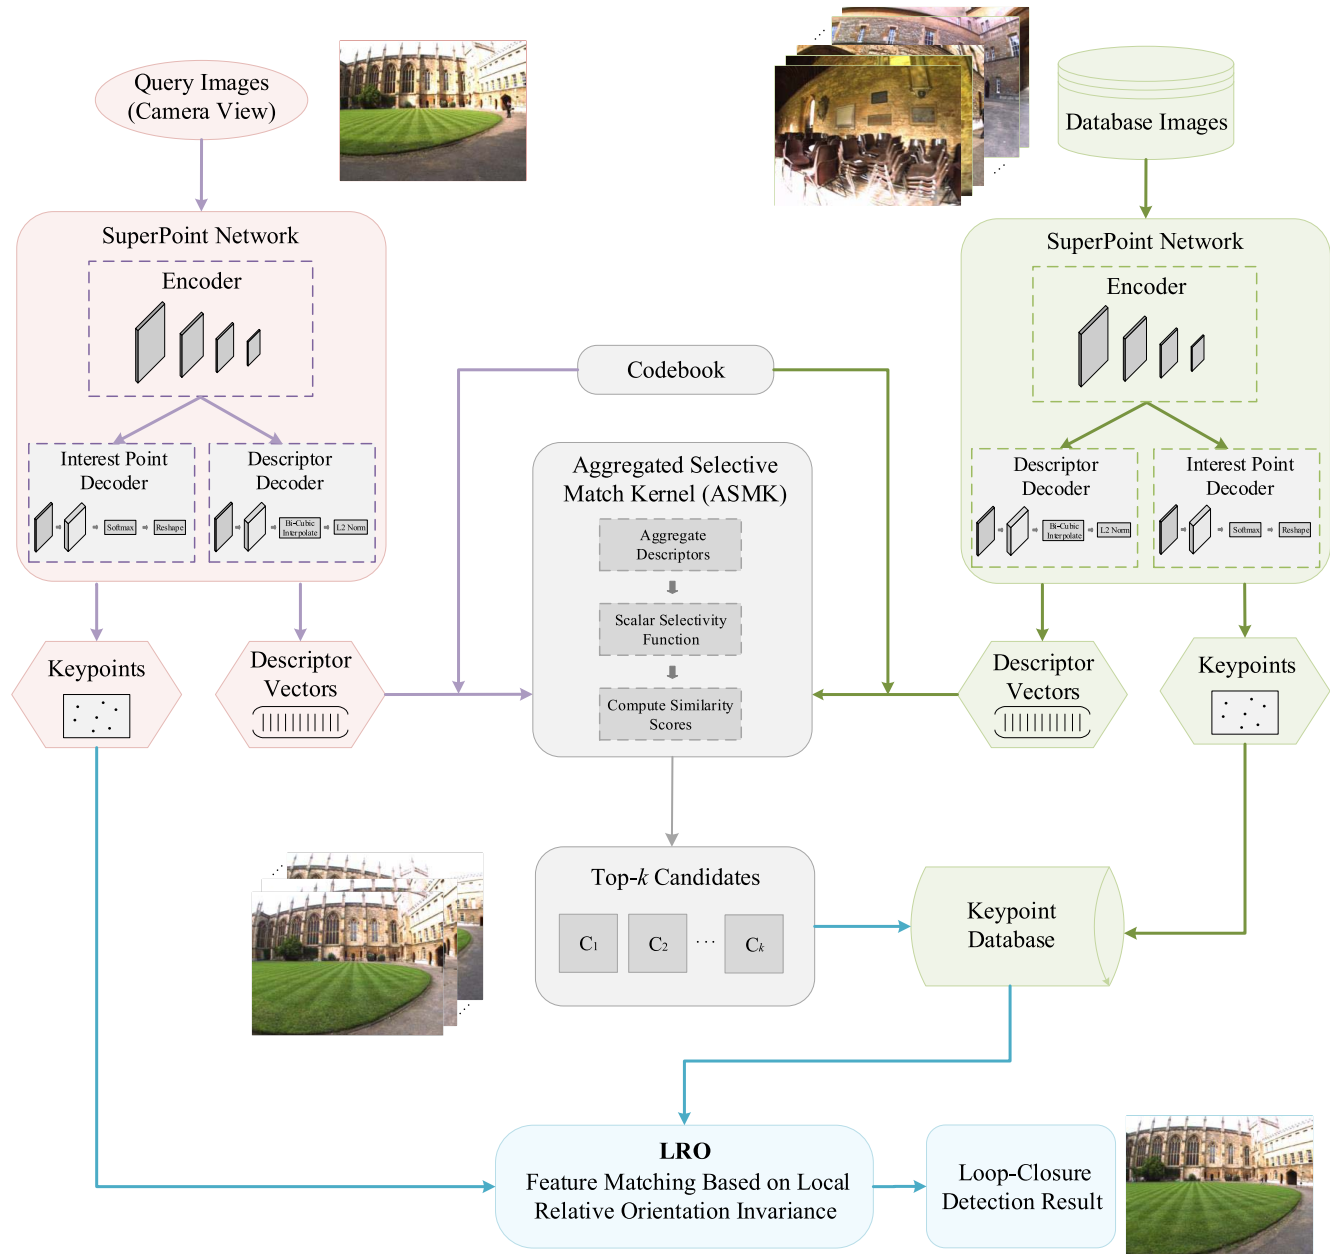 Query Images
(Camera View)
Database Images
SuperPoint Network
Encoder
Interest Point
Decoder
Softmax
Reshape
Descriptor
Decoder
Bi-Cubic
Interpolate
L2 Norm
SuperPoint Network
Encoder
Descriptor
Decoder
Bi-Cubic
Interpolate
L2 Norm
Interest Point
Decoder
Softmax
Reshape
Codebook
Aggregated Selective
Match Kernel (ASMK)
Aggregate
Descriptors
Scalar Selectivity
Function
Compute Similarity
Scores
Keypoints
Descriptor
Vectors
Descriptor
Vectors
Keypoints
Top-k Candidates
C1 C2 ··· Ck
Keypoint
Database
LRO
Feature Matching Based on Local
Relative Orientation Invariance
Loop-Closure
Detection Result